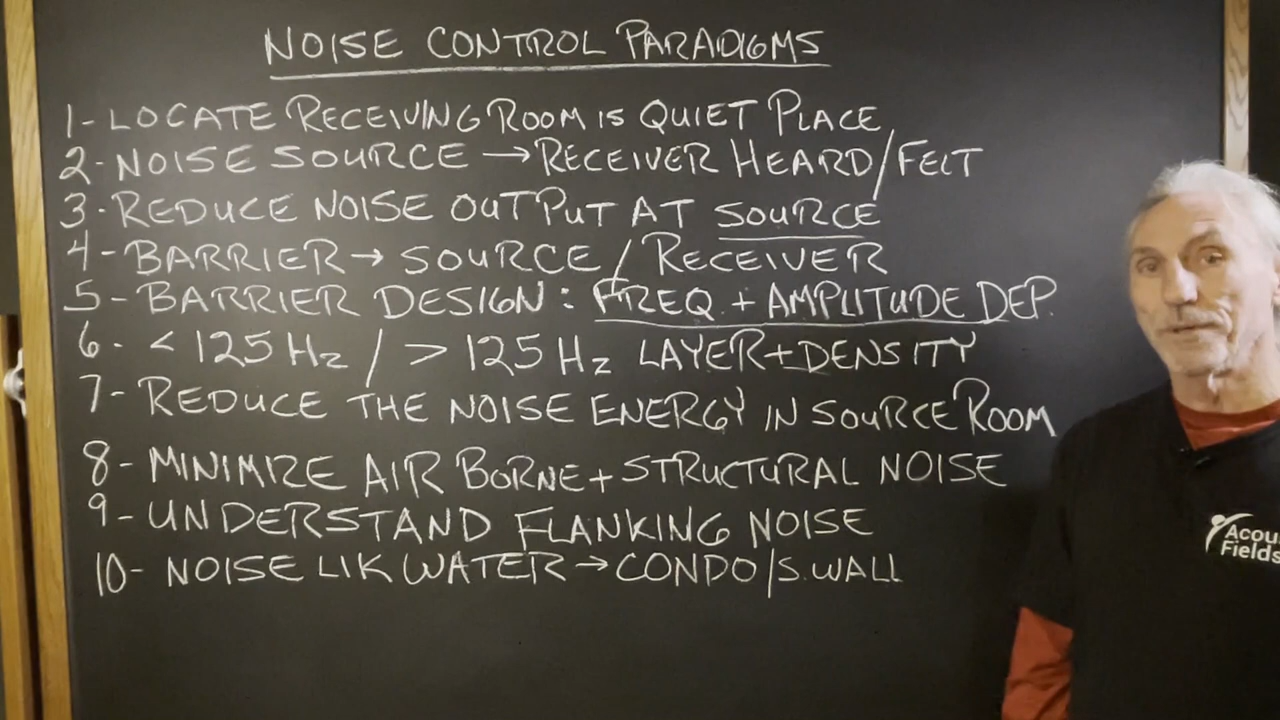 NOISE CONTROL PARADIGMS
1- LOCATE RECEIVING ROOM IS QUIET PLACE
2- NOISE SOURCE → RECEIVER HEARD/FELT
3- REDUCE NOISE OUTPUT AT SOURCE
4- BARRIER → SOURCE / RECEIVER
5- BARRIER DESIGN: FREQ + AMPLITUDE DEP.
6- < 125 Hz / > 125 Hz LAYER+DENSITY
7- REDUCE THE NOISE ENERGY IN SOURCE ROOM
8- MINIMIZE AIR BORNE + STRUCTURAL NOISE
9- UNDERSTAND FLANKING NOISE
10- NOISE LIK WATER → CONDO/S.WALL
Acou
Fields